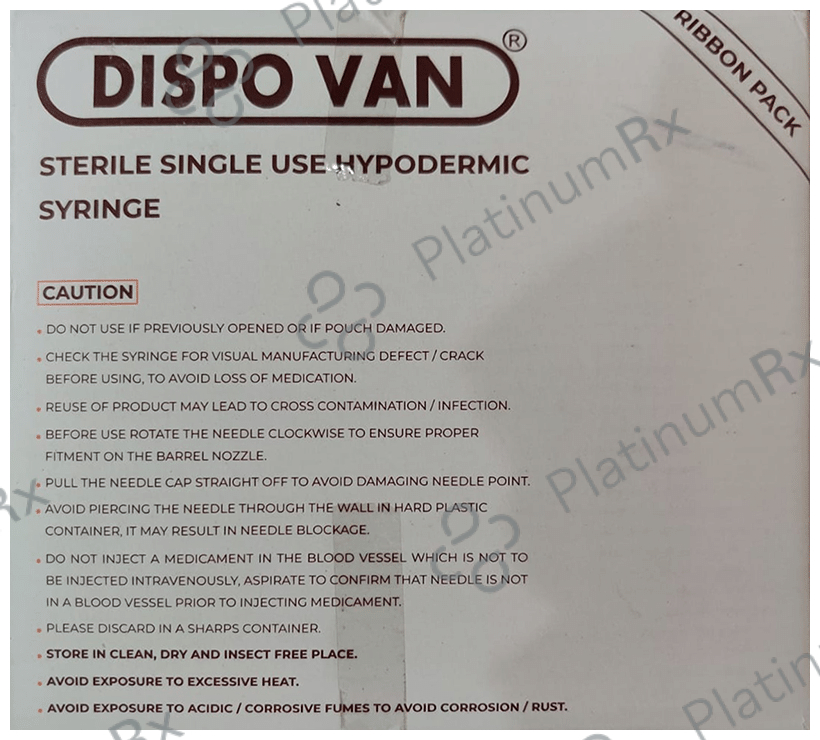 DISPO VAN®
RIBBON PACK
STERILE SINGLE USE HYPODERMIC
SYRINGE
CAUTION
• DO NOT USE IF PREVIOUSLY OPENED OR IF POUCH DAMAGED.
• CHECK THE SYRINGE FOR VISUAL MANUFACTURING DEFECT / CRACK
BEFORE USING, TO AVOID LOSS OF MEDICATION.
• REUSE OF PRODUCT MAY LEAD TO CROSS CONTAMINATION / INFECTION.
• BEFORE USE ROTATE THE NEEDLE CLOCKWISE TO ENSURE PROPER
FITMENT ON THE BARREL NOZZLE.
• PULL THE NEEDLE CAP STRAIGHT OFF TO AVOID DAMAGING NEEDLE POINT.
• AVOID PIERCING THE NEEDLE THROUGH THE WALL IN HARD PLASTIC
CONTAINER, IT MAY RESULT IN NEEDLE BLOCKAGE.
• DO NOT INJECT A MEDICAMENT IN THE BLOOD VESSEL WHICH IS NOT TO
BE INJECTED INTRAVENOUSLY, ASPIRATE TO CONFIRM THAT NEEDLE IS NOT
IN A BLOOD VESSEL PRIOR TO INJECTING MEDICAMENT.
• PLEASE DISCARD IN A SHARPS CONTAINER.
• STORE IN CLEAN, DRY AND INSECT FREE PLACE.
• AVOID EXPOSURE TO EXCESSIVE HEAT.
• AVOID EXPOSURE TO ACIDIC / CORROSIVE FUMES TO AVOID CORROSION / RUST.
PlatinumRx
PlatinumRx
Platin
Rx
Rx
Platinum